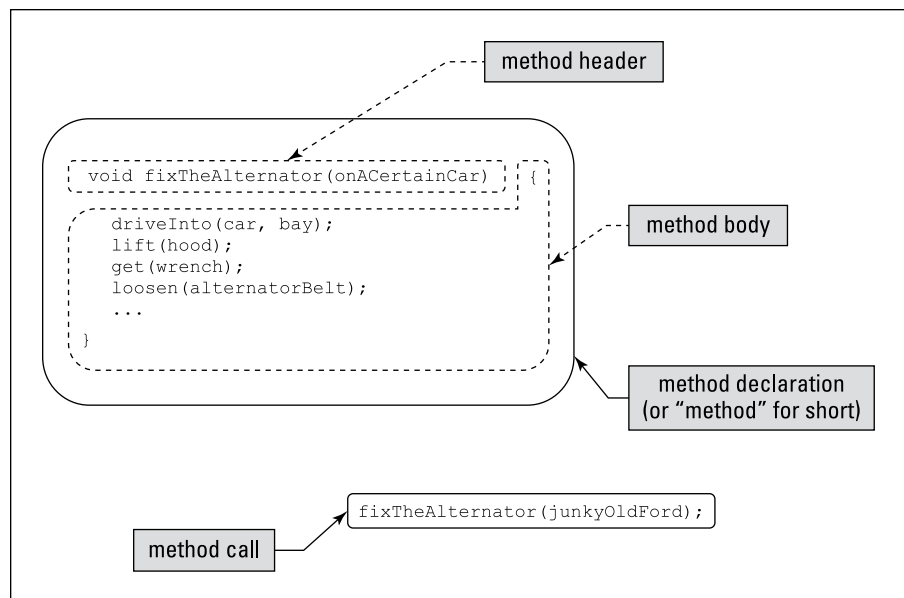 method header
void fixTheAlternator(onACertainCar) {
driveInto(car, bay);
lift(hood);
get(wrench);
loosen(alternatorBelt);
...
}
method body
method declaration
(or “method” for short)
fixTheAlternator(junkyOldFord);
method call